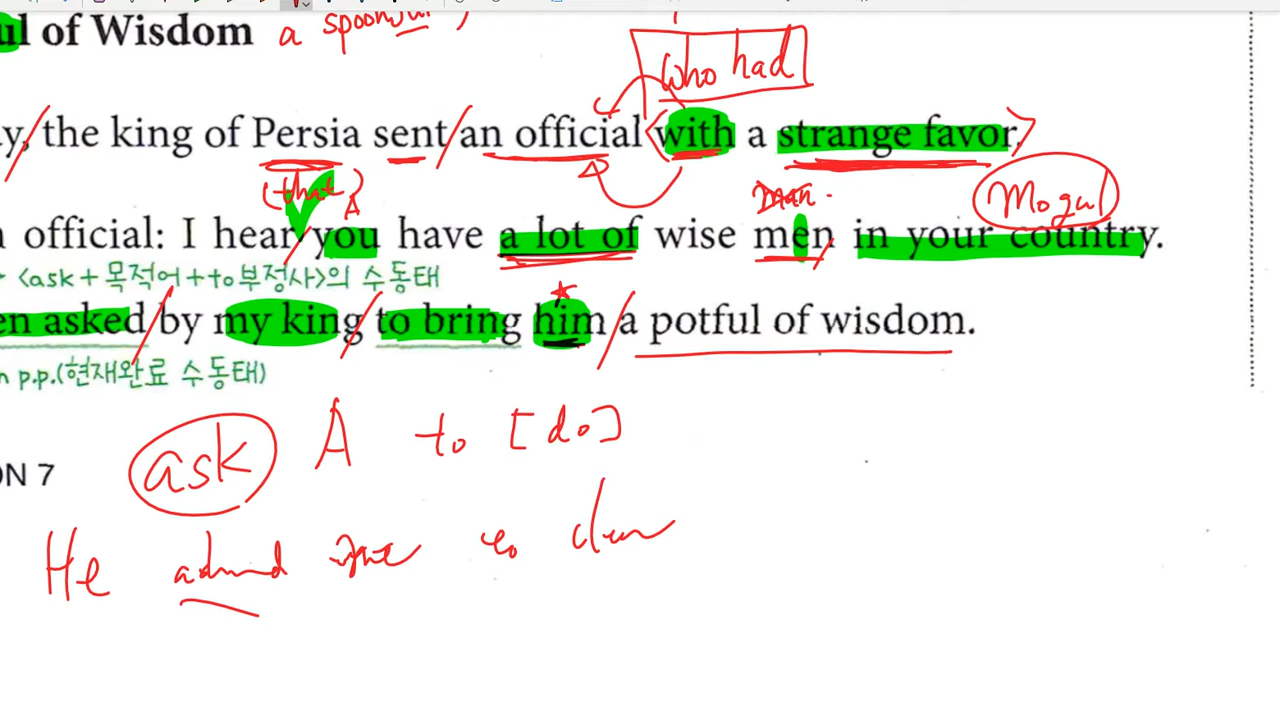 ul of Wisdom a spoonful
who had
y, the king of Persia sent an official with a strange favor.
(that) man. Mogul
A
n official: I hear you have a lot of wise men in your country.
<ask + 목적어 + to 부정사>의 수동태
en asked by my king to bring him a potful of wisdom.
n p.p.(현재완료 수동태)
ask A to [do]
ON 7
He